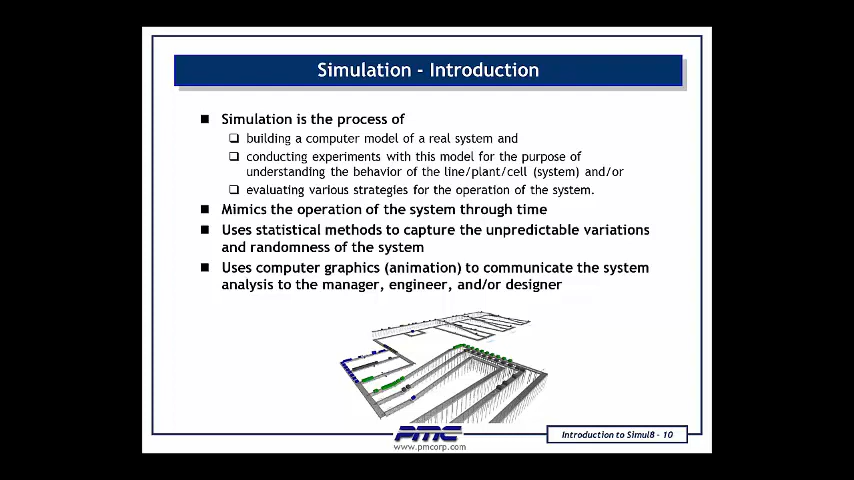 Simulation - Introduction
Simulation is the process of
building a computer model of a real system and
conducting experiments with this model for the purpose of
understanding the behavior of the line/plant/cell (system) and/or
evaluating various strategies for the operation of the system.
Mimics the operation of the system through time
Uses statistical methods to capture the unpredictable variations
and randomness of the system
Uses computer graphics (animation) to communicate the system
analysis to the manager, engineer, and/or designer
PMC
www.pmcorp.com
Introduction to Simul8 - 10